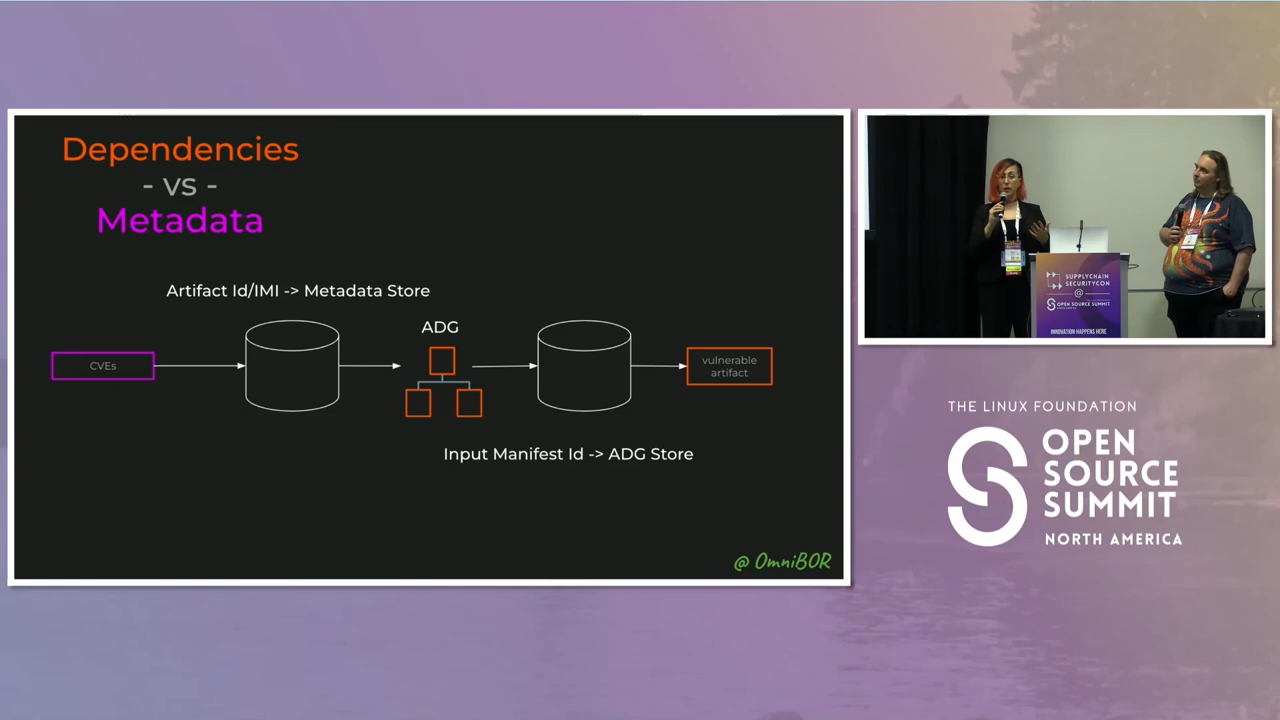 Dependencies
- vs -
Metadata
Artifact Id/IMI -> Metadata Store
ADG
CVEs
vulnerable
artifact
Input Manifest Id -> ADG Store
@ OmniBOR
SUPPLYCHAIN
SECURITYCON
@
OPEN SOURCE SUMMIT
INNOVATION HAPPENS HERE
THE LINUX FOUNDATION
OPEN
SOURCE
SUMMIT
NORTH AMERICA